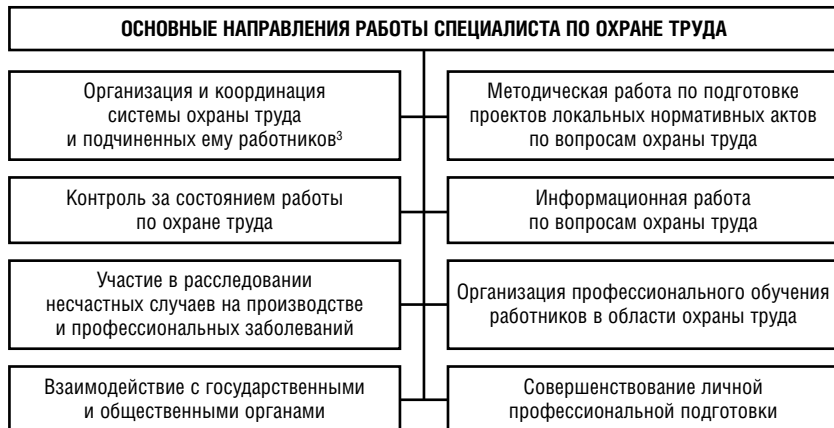 ОСНОВНЫЕ НАПРАВЛЕНИЯ РАБОТЫ СПЕЦИАЛИСТА ПО ОХРАНЕ ТРУДА
Организация и координация
системы охраны труда
и подчиненных ему работников³
Методическая работа по подготовке
проектов локальных нормативных актов
по вопросам охраны труда
Контроль за состоянием работы
по охране труда
Информационная работа
по вопросам охраны труда
Участие в расследовании
несчастных случаев на производстве
и профессиональных заболеваний
Организация профессионального обучения
работников в области охраны труда
Взаимодействие с государственными
и общественными органами
Совершенствование личной
профессиональной подготовки